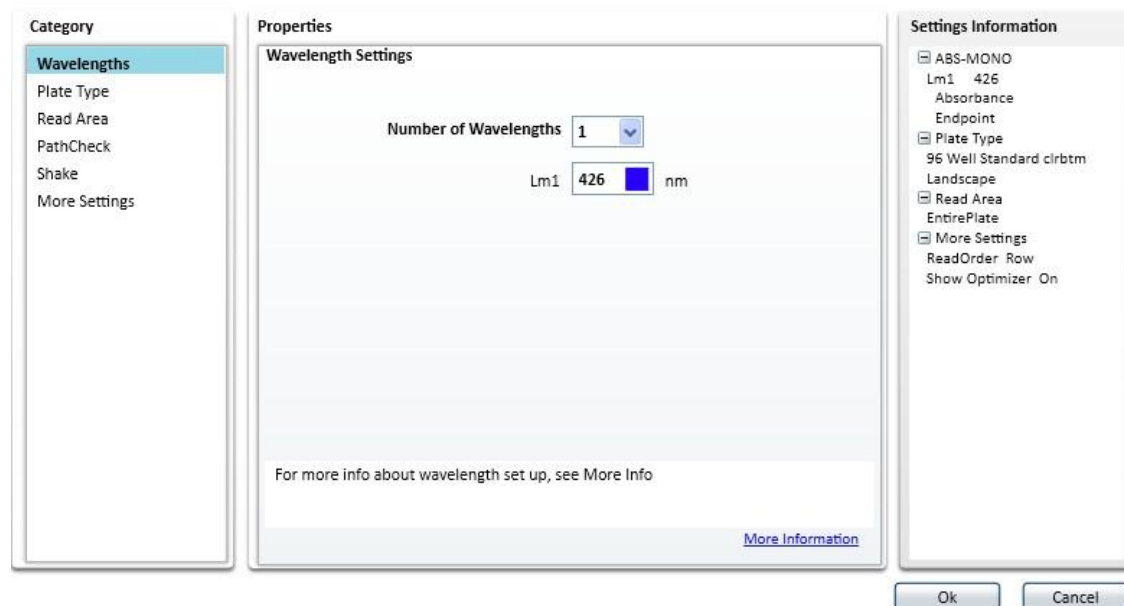 Category
Wavelengths
Plate Type
Read Area
PathCheck
Shake
More Settings
Properties
Wavelength Settings
Number of Wavelengths 1
Lm1 426 nm
For more info about wavelength set up, see More Info
More Information
Settings Information
ABS-MONO
Lm1 426
Absorbance
Endpoint
Plate Type
96 Well Standard clrbtm
Landscape
Read Area
EntirePlate
More Settings
ReadOrder Row
Show Optimizer On
Ok Cancel